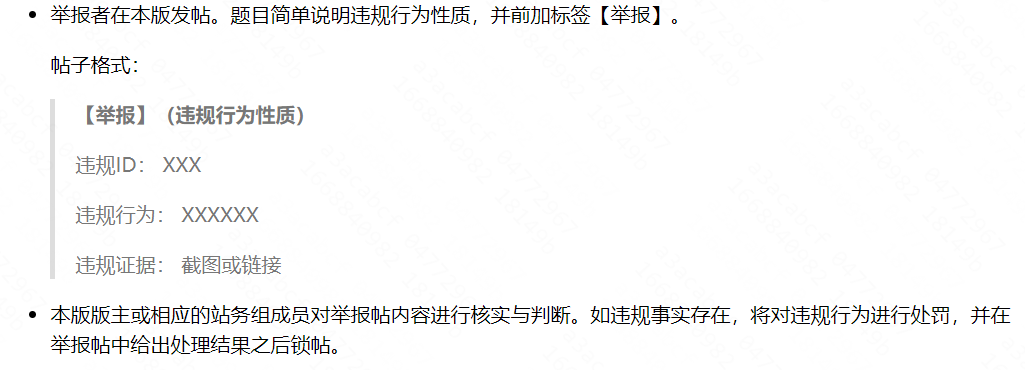 举报者在本版发帖。题目简单说明违规行为性质，并前加标签【举报】。
帖子格式：
【举报】（违规行为性质）
违规ID： XXX
违规行为： XXXXXX
违规证据： 截图或链接
本版版主或相应的站务组成员对举报帖内容进行核实与判断。如违规事实存在，将对违规行为进行处罚，并在
举报帖中给出处理结果之后锁帖。